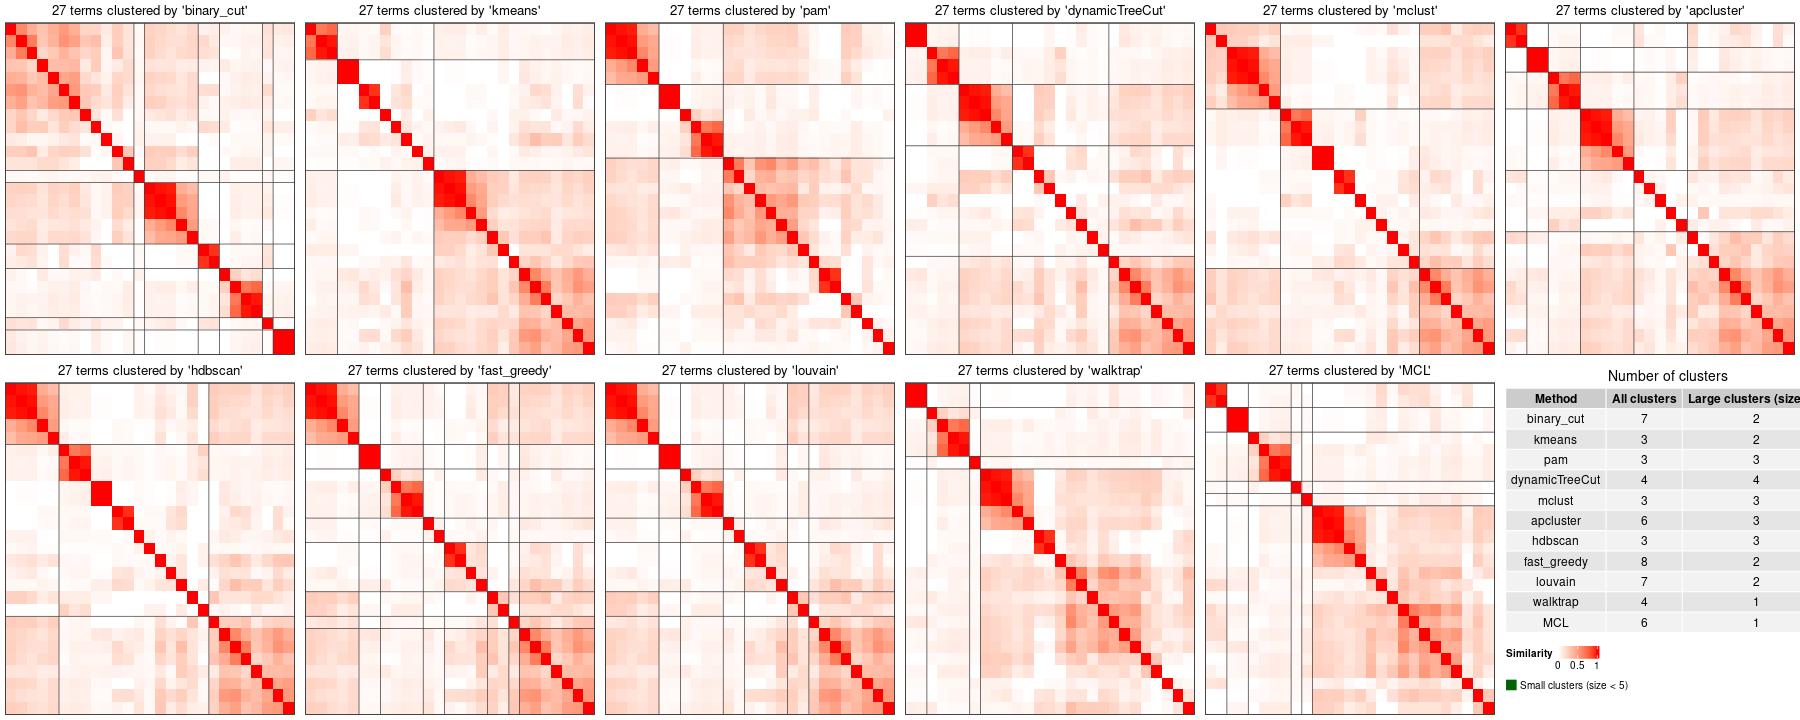 27 terms clustered by 'binary_cut'
27 terms clustered by 'kmeans'
27 terms clustered by 'pam'
27 terms clustered by 'dynamicTreeCut'
27 terms clustered by 'mclust'
27 terms clustered by 'apcluster'
27 terms clustered by 'hdbscan'
27 terms clustered by 'fast_greedy'
27 terms clustered by 'louvain'
27 terms clustered by 'walktrap'
27 terms clustered by 'MCL'
Number of clusters
Method All clusters Large clusters (size
binary_cut 7 2
kmeans 3 2
pam 3 3
dynamicTreeCut 4 4
mclust 3 3
apcluster 6 3
hdbscan 3 3
fast_greedy 8 2
louvain 7 2
walktrap 4 1
MCL 6 1
Similarity
0 0.5 1
Small clusters (size < 5)